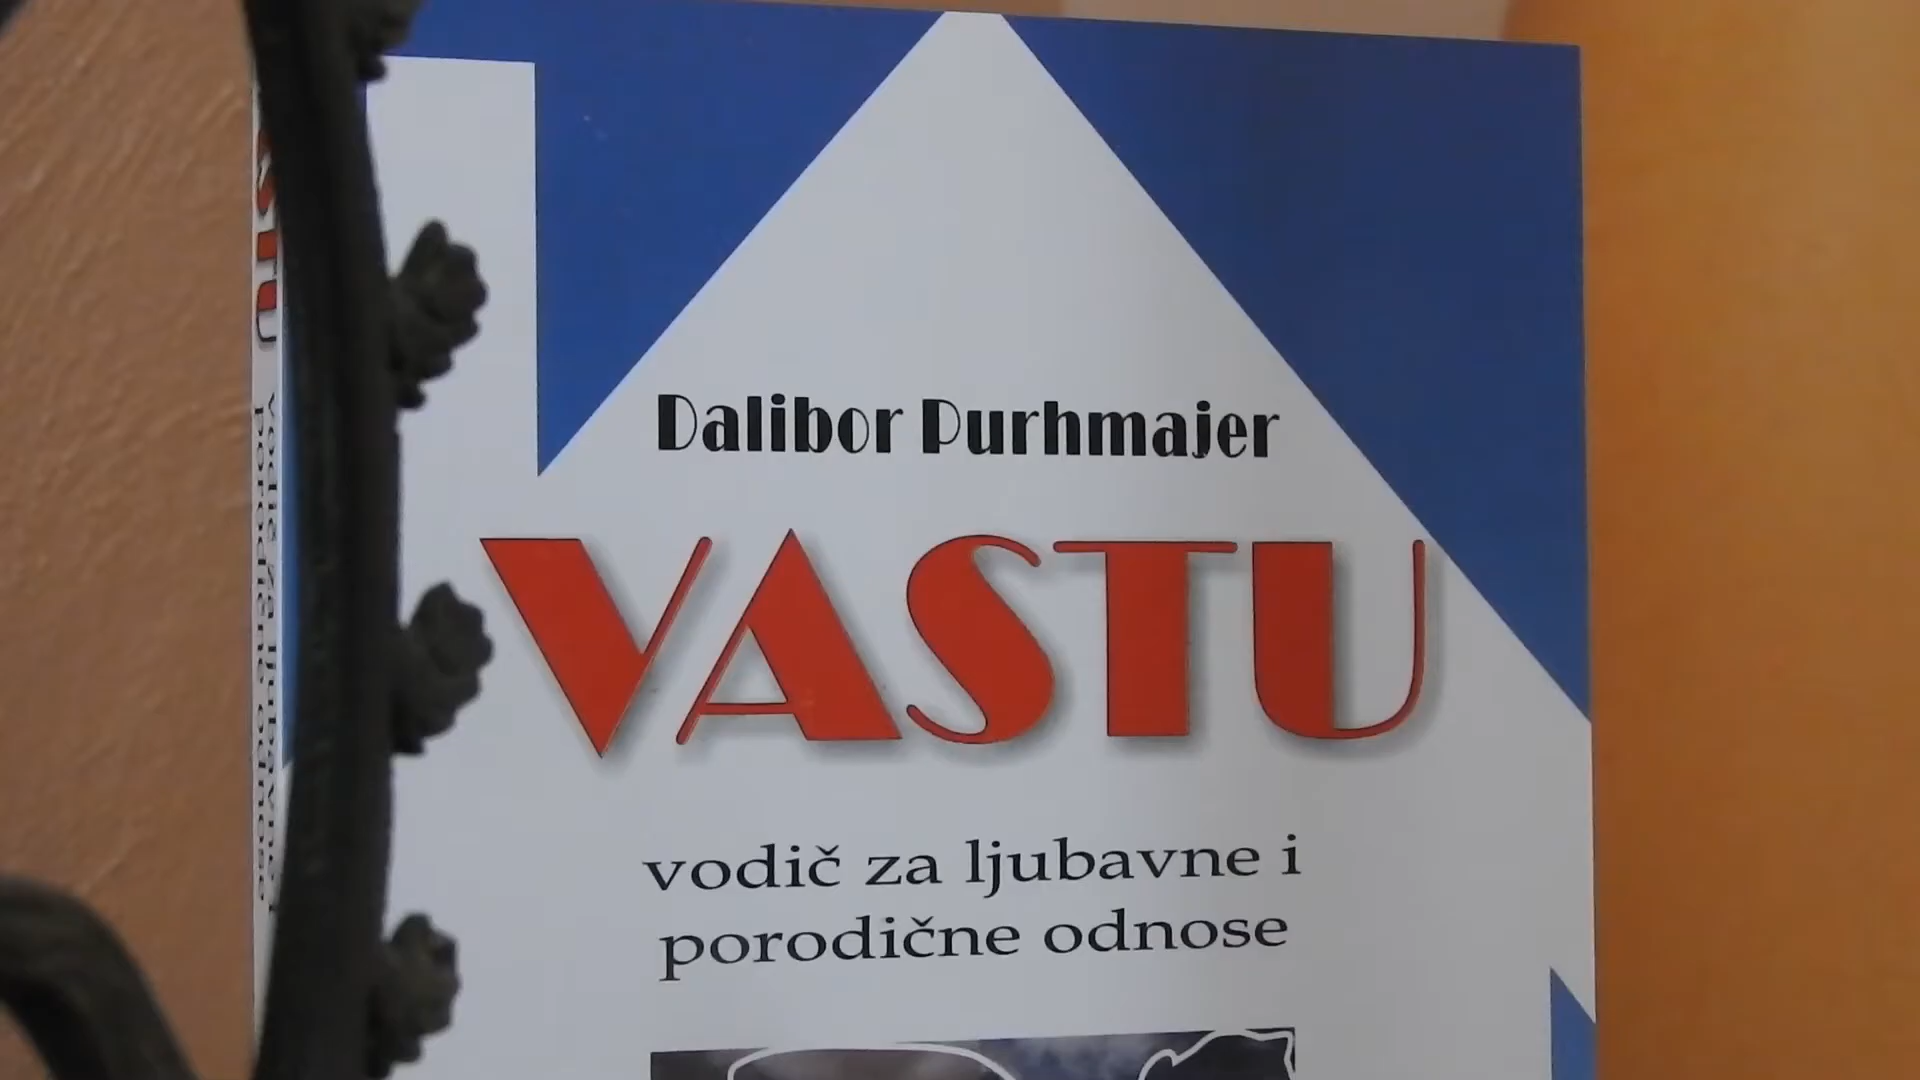 Dalibor Purhmajer
VASTU
vodič za ljubavne i
porodične odnose